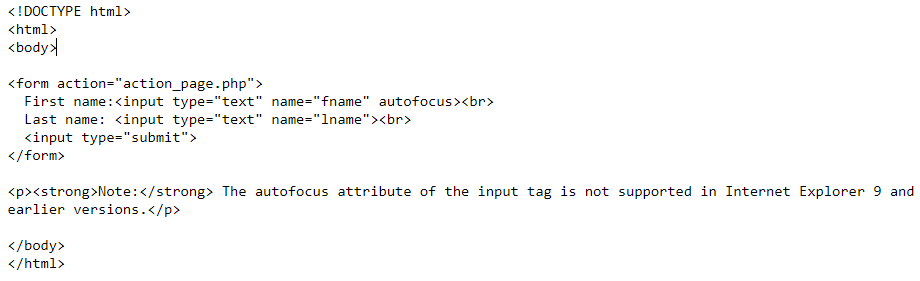 <!DOCTYPE html>
<html>
<body>
<form action="action_page.php">
First name:<input type="text" name="fname" autofocus><br>
Last name: <input type="text" name="lname"><br>
<input type="submit">
</form>
<p><strong>Note:</strong> The autofocus attribute of the input tag is not supported in Internet Explorer 9 and
earlier versions.</p>
</body>
</html>